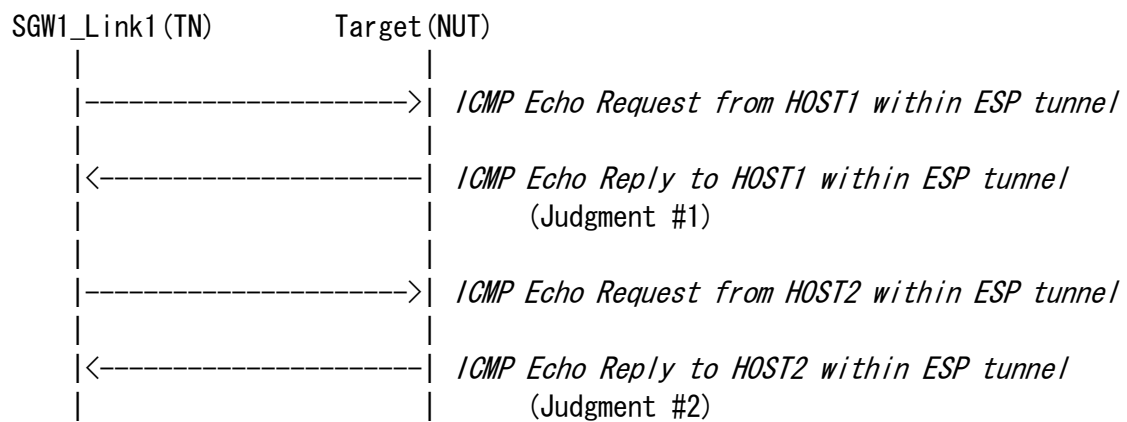 SGW1_Link1(TN) Target(NUT)
| |
|---------------------->| ICMP Echo Request from HOST1 within ESP tunnel
| |
|<----------------------| ICMP Echo Reply to HOST1 within ESP tunnel
| | (Judgment #1)
| |
|---------------------->| ICMP Echo Request from HOST2 within ESP tunnel
| |
|<----------------------| ICMP Echo Reply to HOST2 within ESP tunnel
| | (Judgment #2)